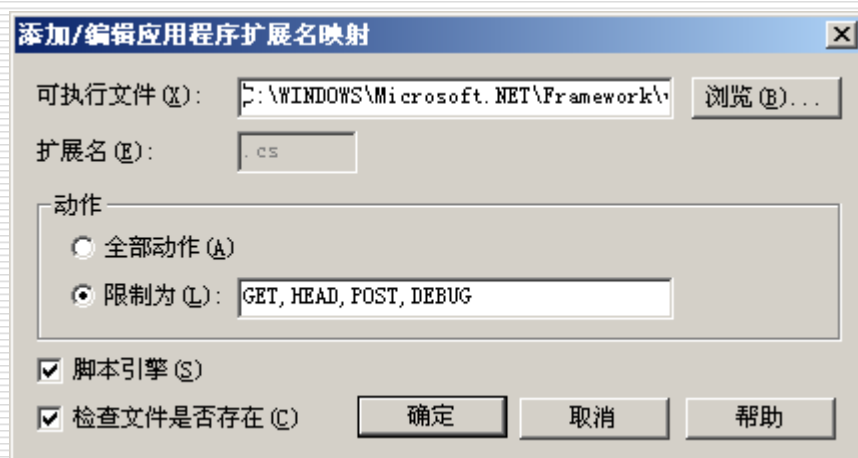 添加/编辑应用程序扩展名映射
可执行文件(X): C:\WINDOWS\Microsoft.NET\Framework\ 浏览(B)...
扩展名(E): .cs
动作
全部动作(A)
限制为(L): GET,HEAD,POST,DEBUG
脚本引擎(S)
检查文件是否存在(C) 确定 取消 帮助